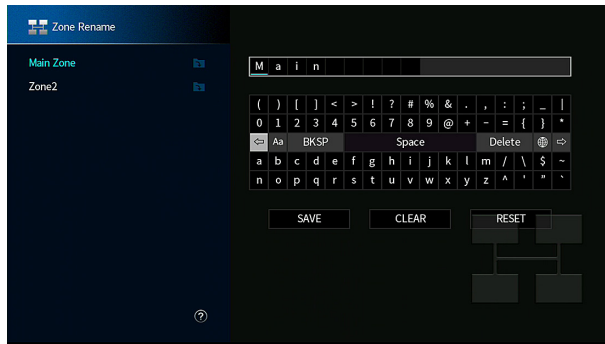 Zone Rename
Main Zone
Zone2
Main
( ) [ ] < > ! ? # % & . , : ; _ |
0 1 2 3 4 5 6 7 8 9 @ + - = { } *
⇦ Aa BKSP Space Delete ⇨
a b c d e f g h i j k l m / \ $ ~
n o p q r s t u v w x y z ^ ' " `
SAVE CLEAR RESET
?